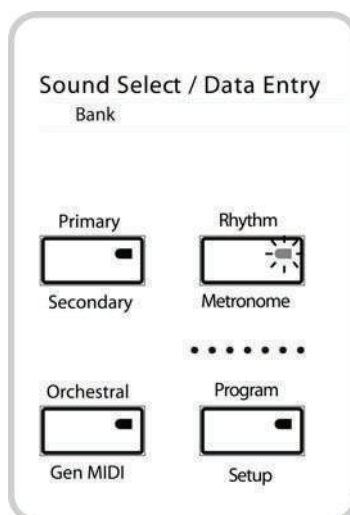 Sound Select / Data Entry
Bank
Primary Rhythm
Secondary Metronome
Orchestral Program
Gen MIDI Setup